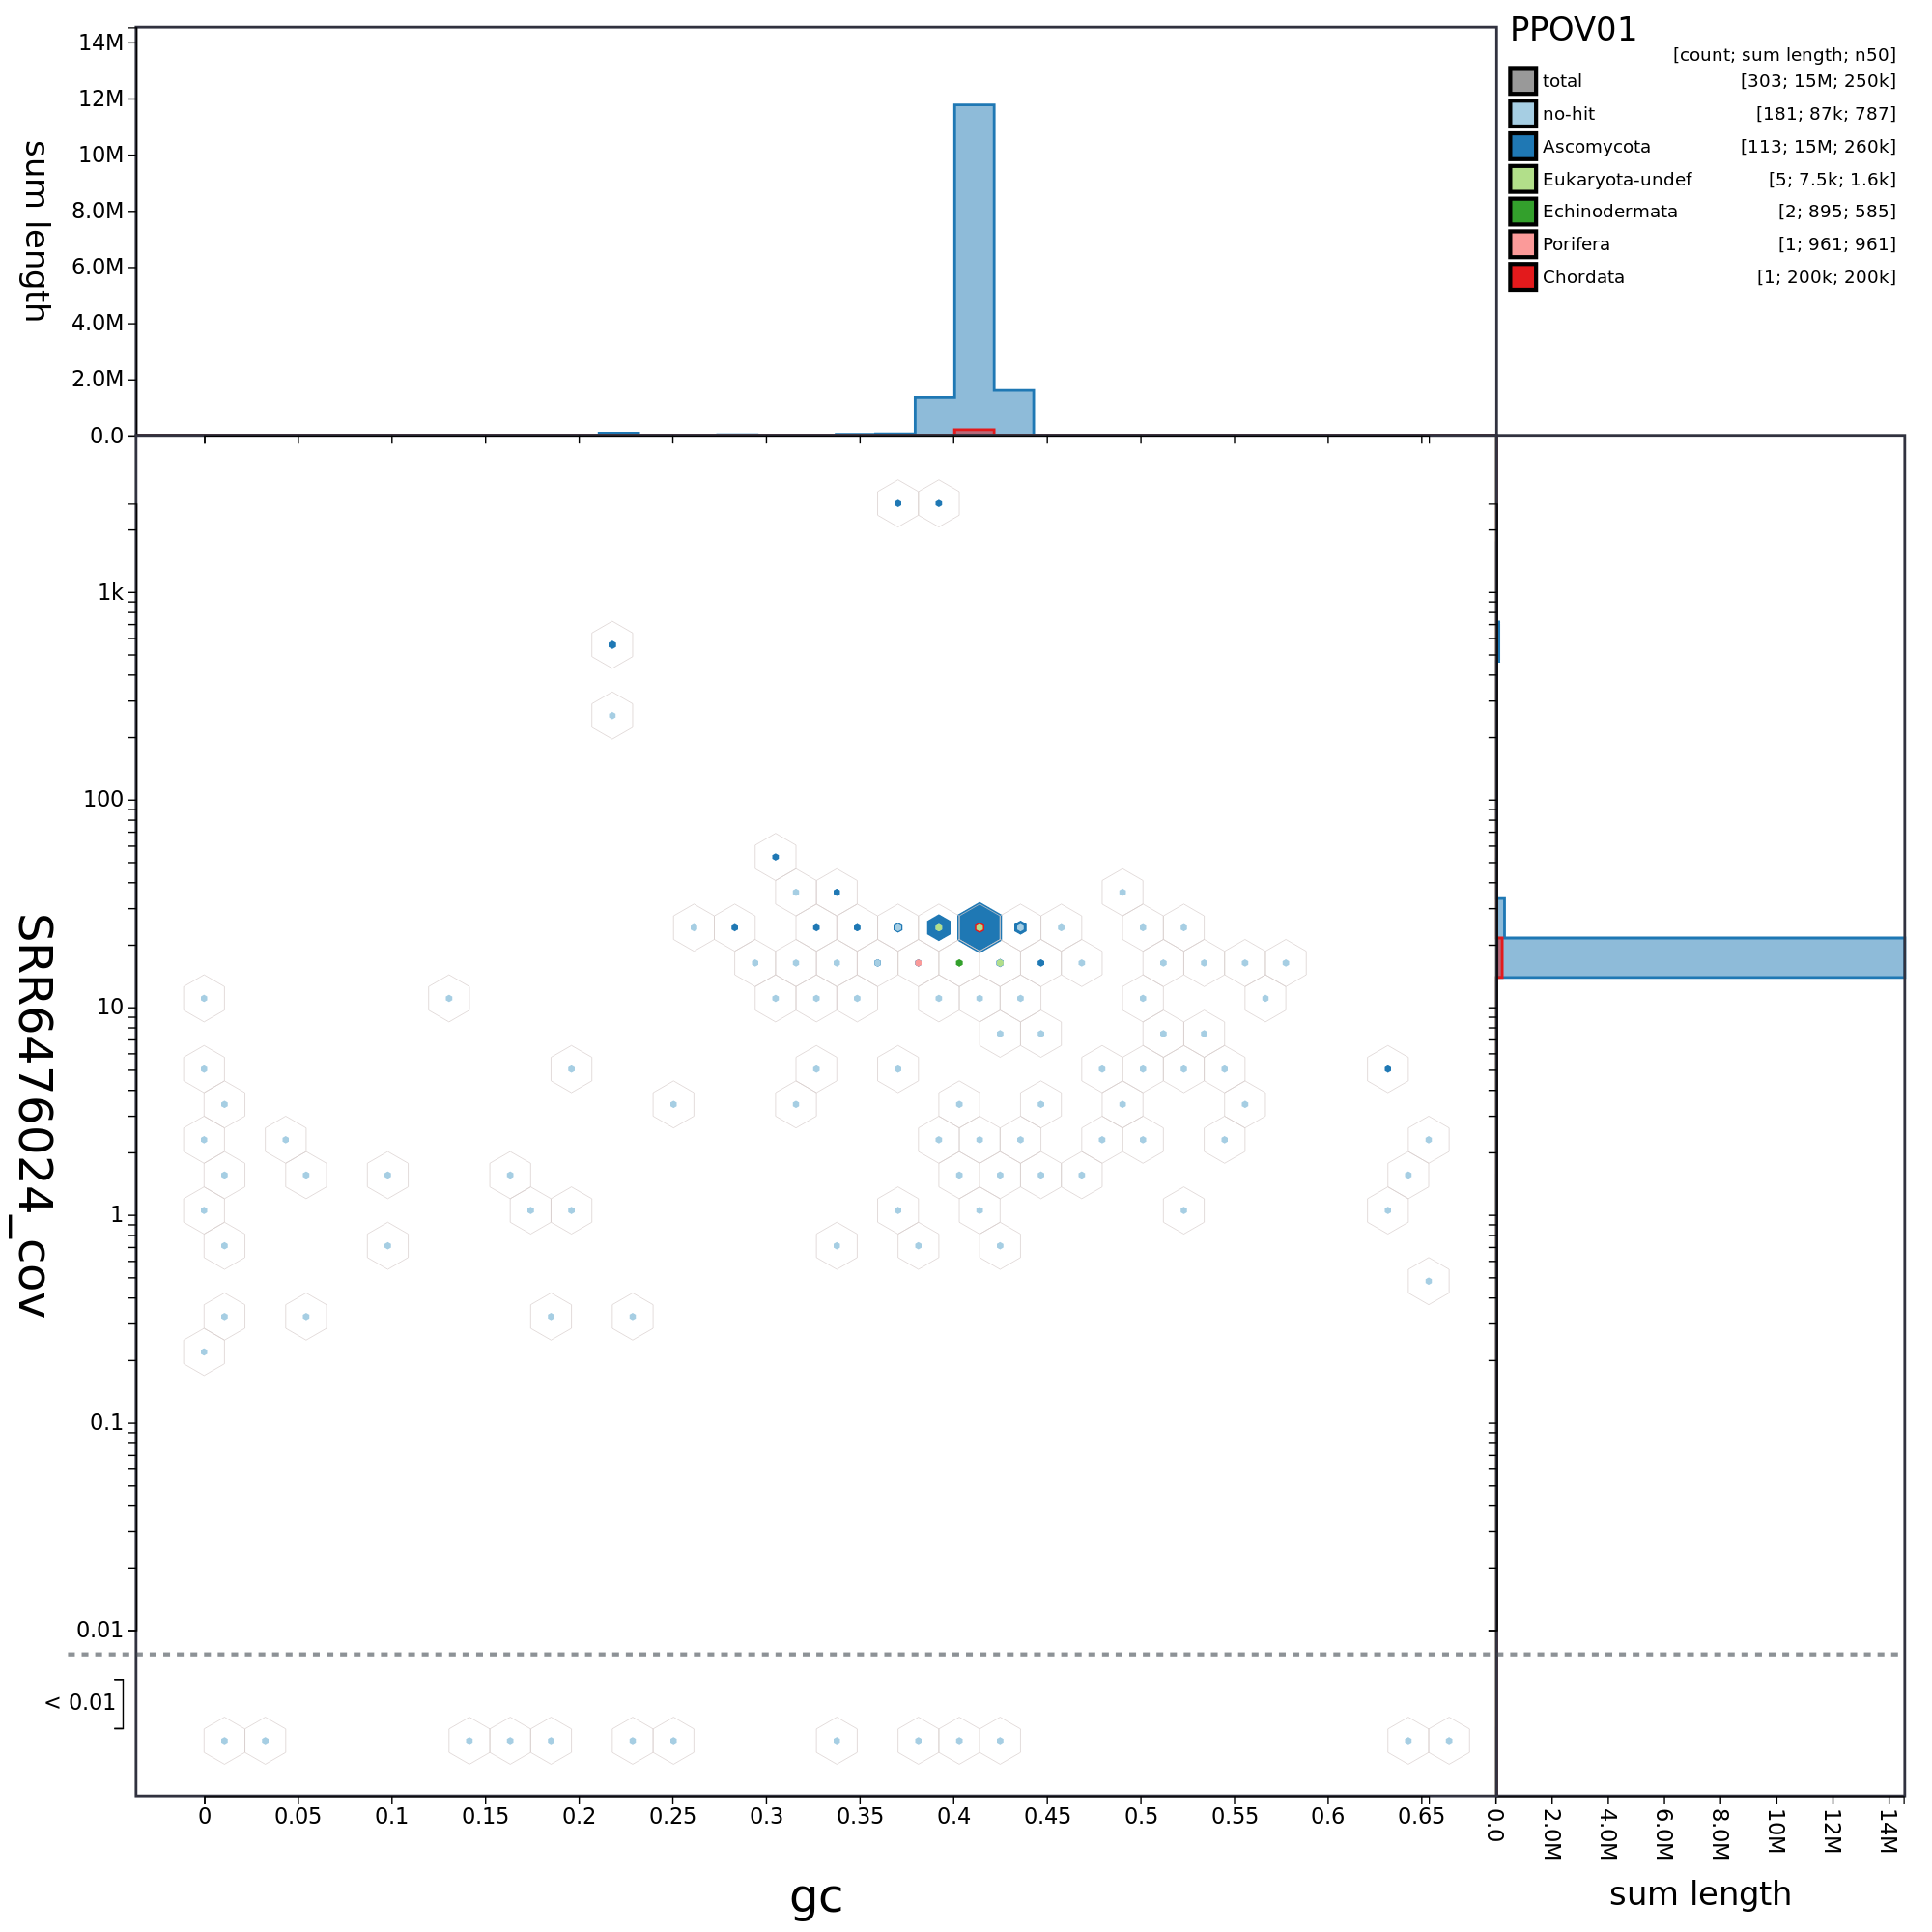 PPOV01
[count; sum length; n50]
total [303; 15M; 250k]
no-hit [181; 87k; 787]
Ascomycota [113; 15M; 260k]
Eukaryota-undef [5; 7.5k; 1.6k]
Echinodermata [2; 895; 585]
Porifera [1; 961; 961]
Chordata [1; 200k; 200k]
sum length
14M
12M
10M
8.0M
6.0M
4.0M
2.0M
0.0
SRR6476024_cov
1k
100
10
1
0.1
0.01
< 0.01
0 0.05 0.1 0.15 0.2 0.25 0.3 0.35 0.4 0.45 0.5 0.55 0.6 0.65
gc
0.0 2.0M 4.0M 6.0M 8.0M 10M 12M 14M
sum length